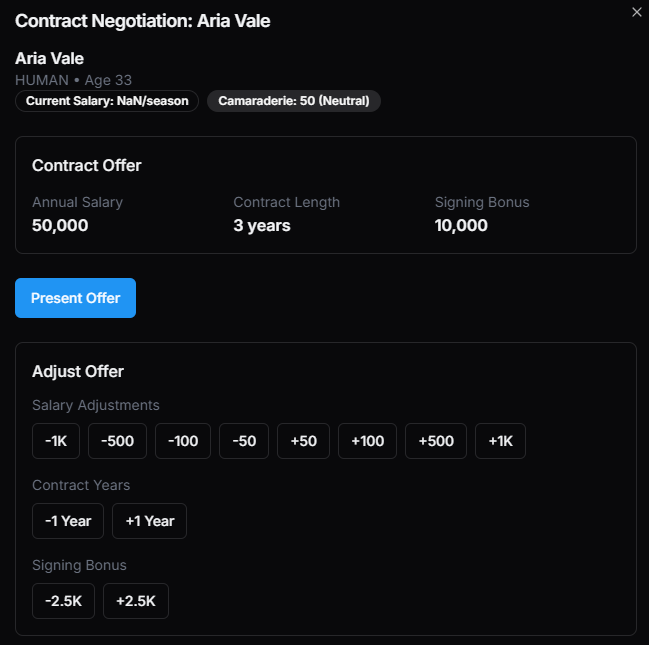 Contract Negotiation: Aria Vale
Aria Vale
HUMAN • Age 33
Current Salary: NaN/season Camaraderie: 50 (Neutral)
Contract Offer
Annual Salary Contract Length Signing Bonus
50,000 3 years 10,000
Present Offer
Adjust Offer
Salary Adjustments
-1K -500 -100 -50 +50 +100 +500 +1K
Contract Years
-1 Year +1 Year
Signing Bonus
-2.5K +2.5K